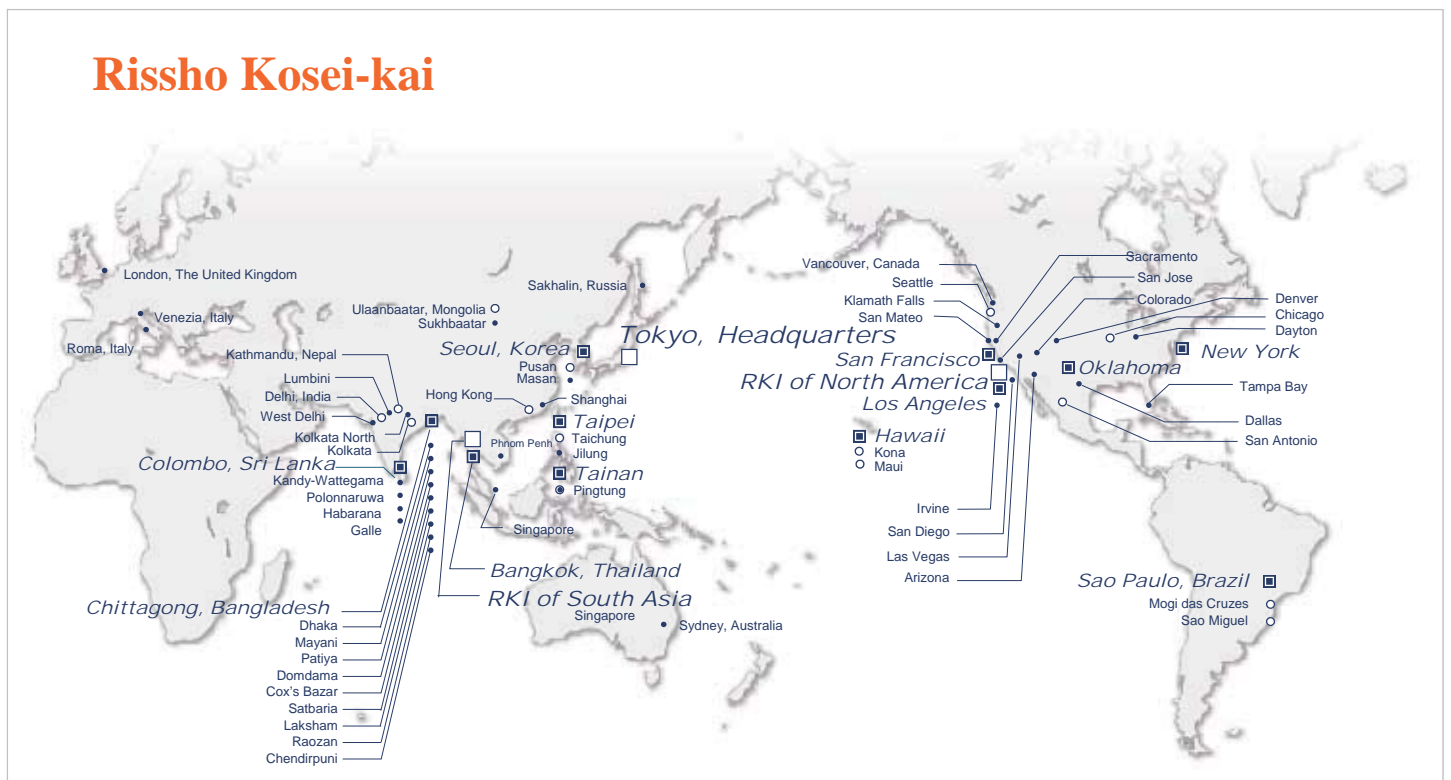 Rissho Kosei-kai
London, The United Kingdom
Venezia, Italy
Roma, Italy
Sakhalin, Russia
Ulaanbaatar, Mongolia
Sukhbaatar
Tokyo, Headquarters
Seoul, Korea
Pusan
Masan
Kathmandu, Nepal
Lumbini
Delhi, India
West Delhi
Kolkata North
Kolkata
Hong Kong
Shanghai
Taipei
Taichung
Jilung
Tainan
Pingtung
Phnom Penh
Colombo, Sri Lanka
Kandy-Wattegama
Polonnaruwa
Habarana
Galle
Singapore
Bangkok, Thailand
RKI of South Asia
Singapore
Sydney, Australia
Chittagong, Bangladesh
Dhaka
Mayani
Patiya
Domdama
Cox's Bazar
Satbaria
Laksham
Raozan
Chendirpuni
Vancouver, Canada
Seattle
Klamath Falls
San Mateo
San Francisco
RKI of North America
Los Angeles
Hawaii
Kona
Maui
Irvine
San Diego
Las Vegas
Arizona
Sacramento
San Jose
Colorado
Denver
Chicago
Dayton
New York
Oklahoma
Tampa Bay
Dallas
San Antonio
Sao Paulo, Brazil
Mogi das Cruzes
Sao Miguel